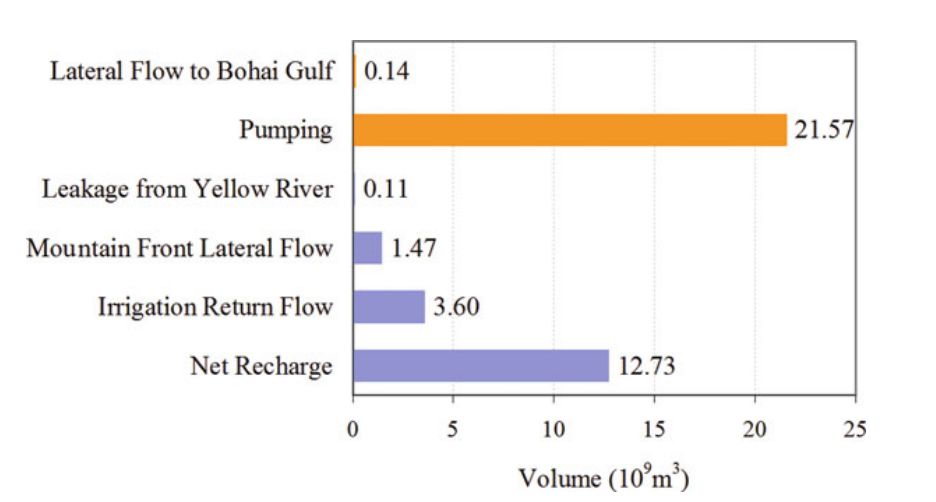 Lateral Flow to Bohai Gulf 0.14
Pumping 21.57
Leakage from Yellow River 0.11
Mountain Front Lateral Flow 1.47
Irrigation Return Flow 3.60
Net Recharge 12.73
0 5 10 15 20 25
Volume (10⁹m³)